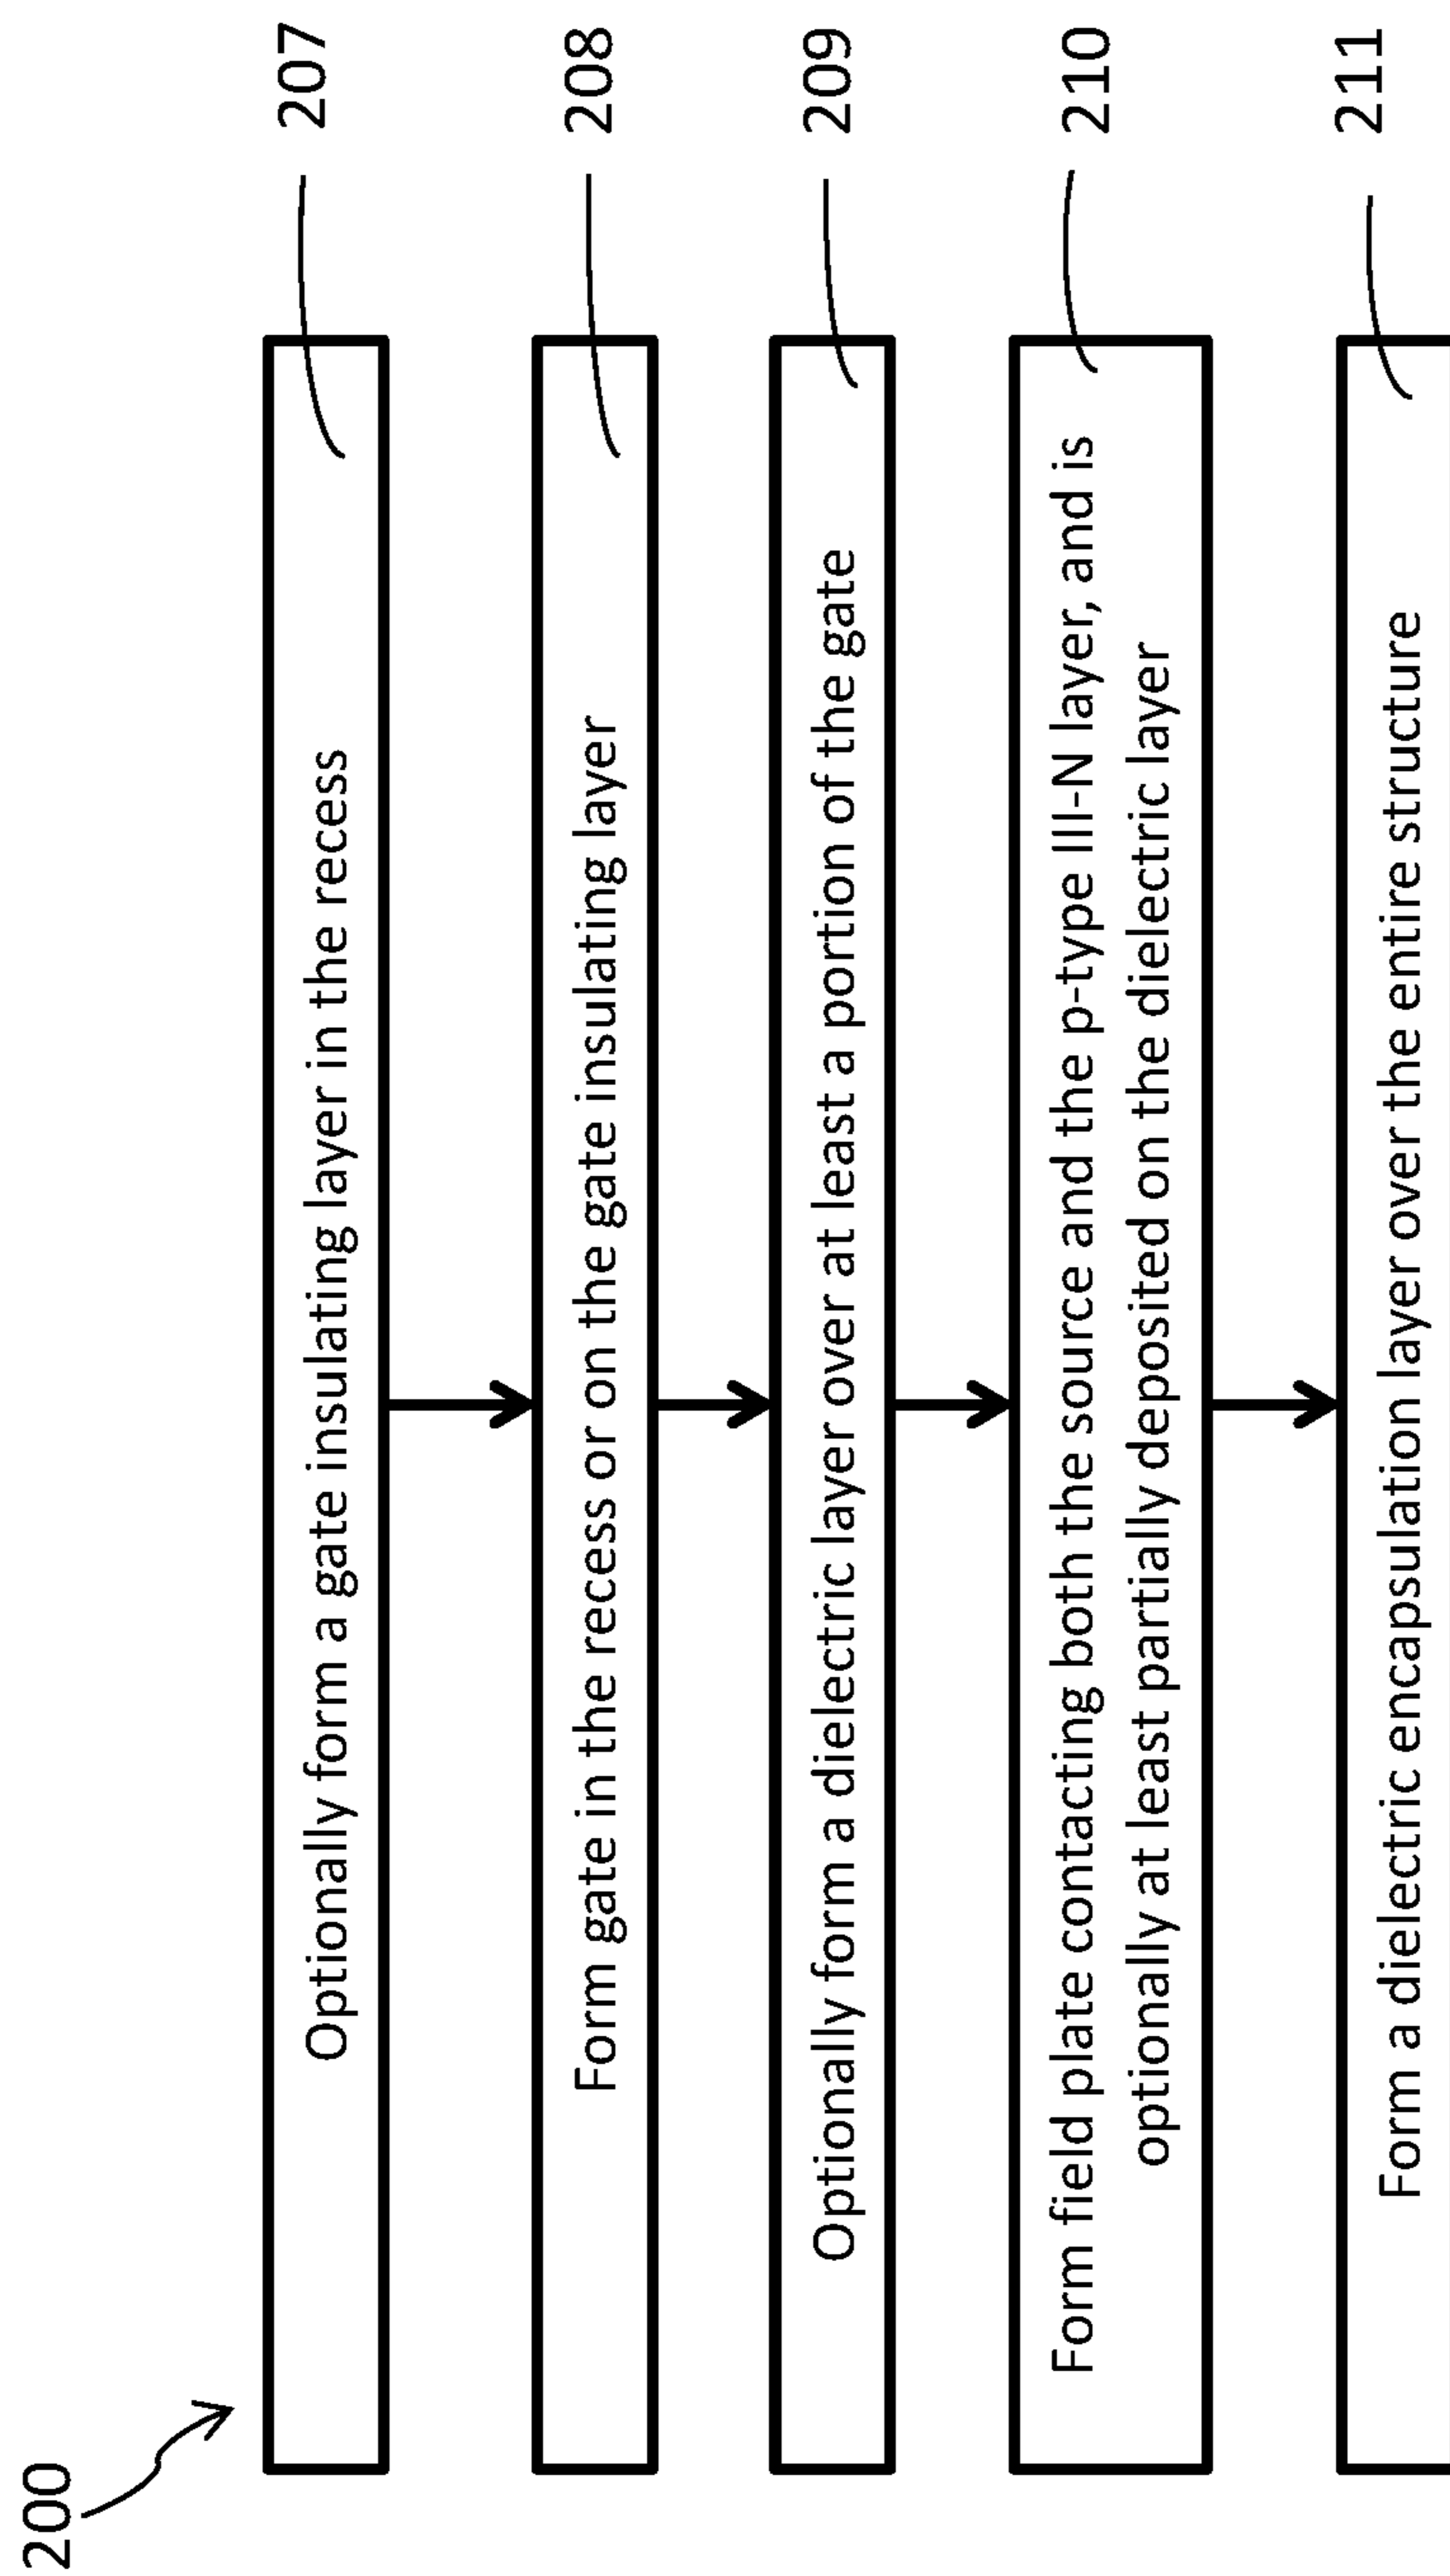 200
Optionally form a gate insulating layer in the recess
207
Form gate in the recess or on the gate insulating layer
208
Optionally form a dielectric layer over at least a portion of the gate
209
Form field plate contacting both the source and the p-type III-N layer, and is
optionally at least partially deposited on the dielectric layer
210
Form a dielectric encapsulation layer over the entire structure
211